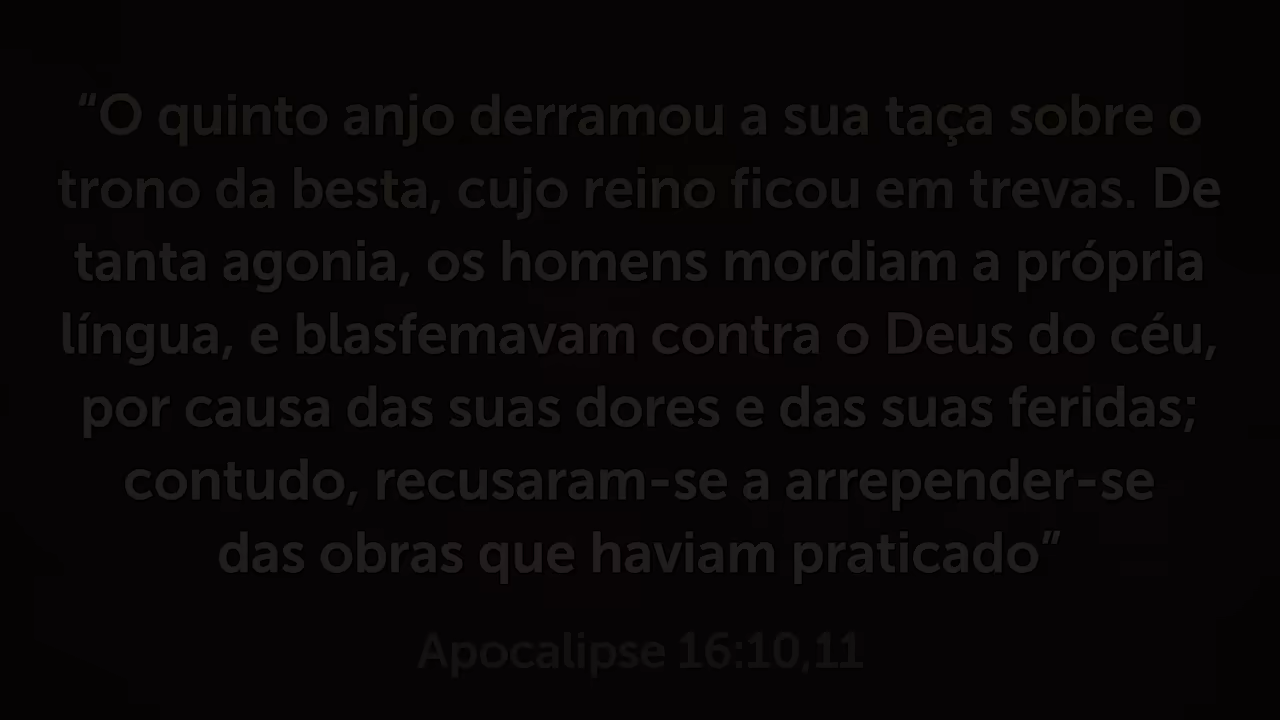 “O quinto anjo derramou a sua taça sobre o
trono da besta, cujo reino ficou em trevas. De
tanta agonia, os homens mordiam a própria
língua, e blasfemavam contra o Deus do céu,
por causa das suas dores e das suas feridas;
contudo, recusaram-se a arrepender-se
das obras que haviam praticado”
Apocalipse 16:10,11